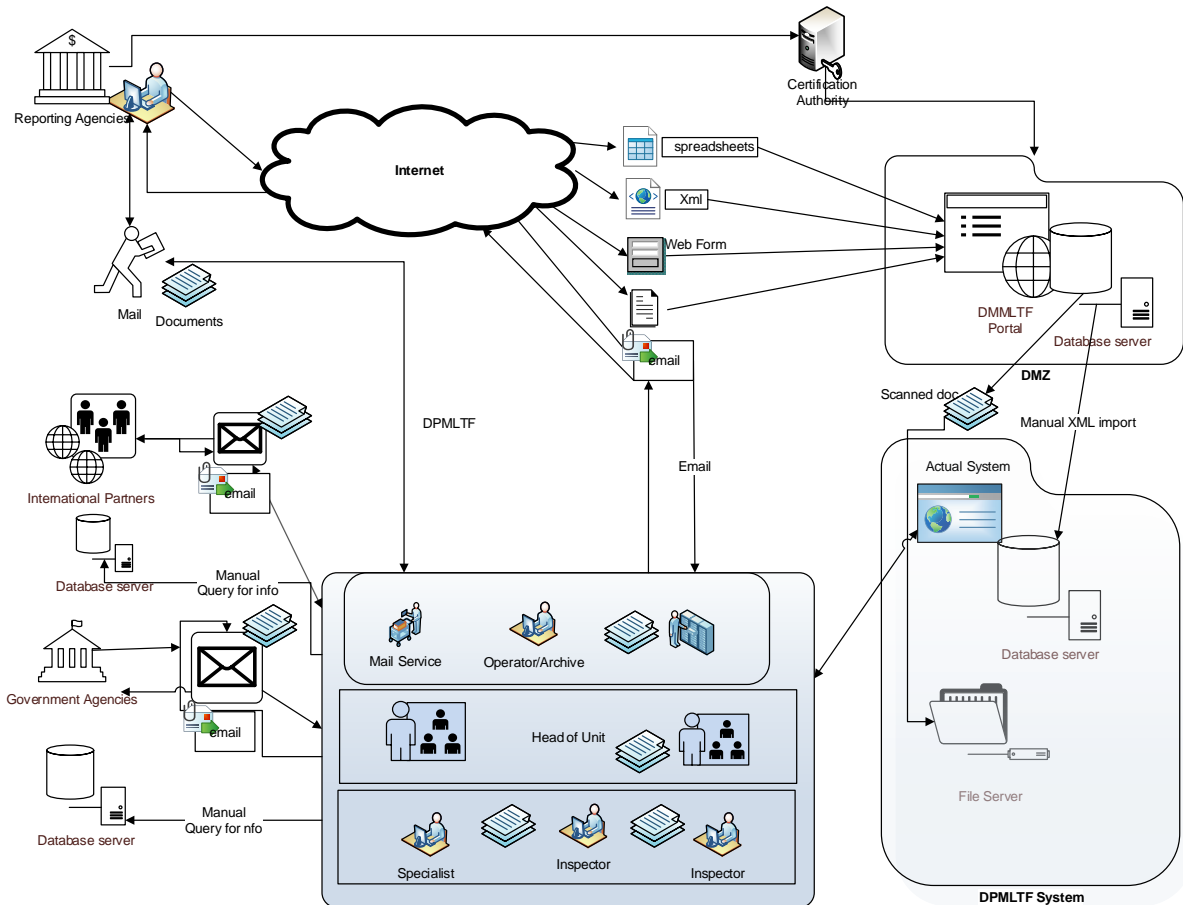 $
Reporting Agencies
Certification
Authority
Internet
spreadsheets
Xml
Web Form
Mail
Documents
DMMLTF
Portal
Database server
DMZ
email
Scanned doc
Manual XML import
DPMLTF
Email
International Partners
email
Actual System
Database server
Manual
Query for info
Database server
Mail Service
Operator/Archive
Government Agencies
email
Head of Unit
File Server
Database server
Manual
Query for nfo
Specialist
Inspector
Inspector
DPMLTF System